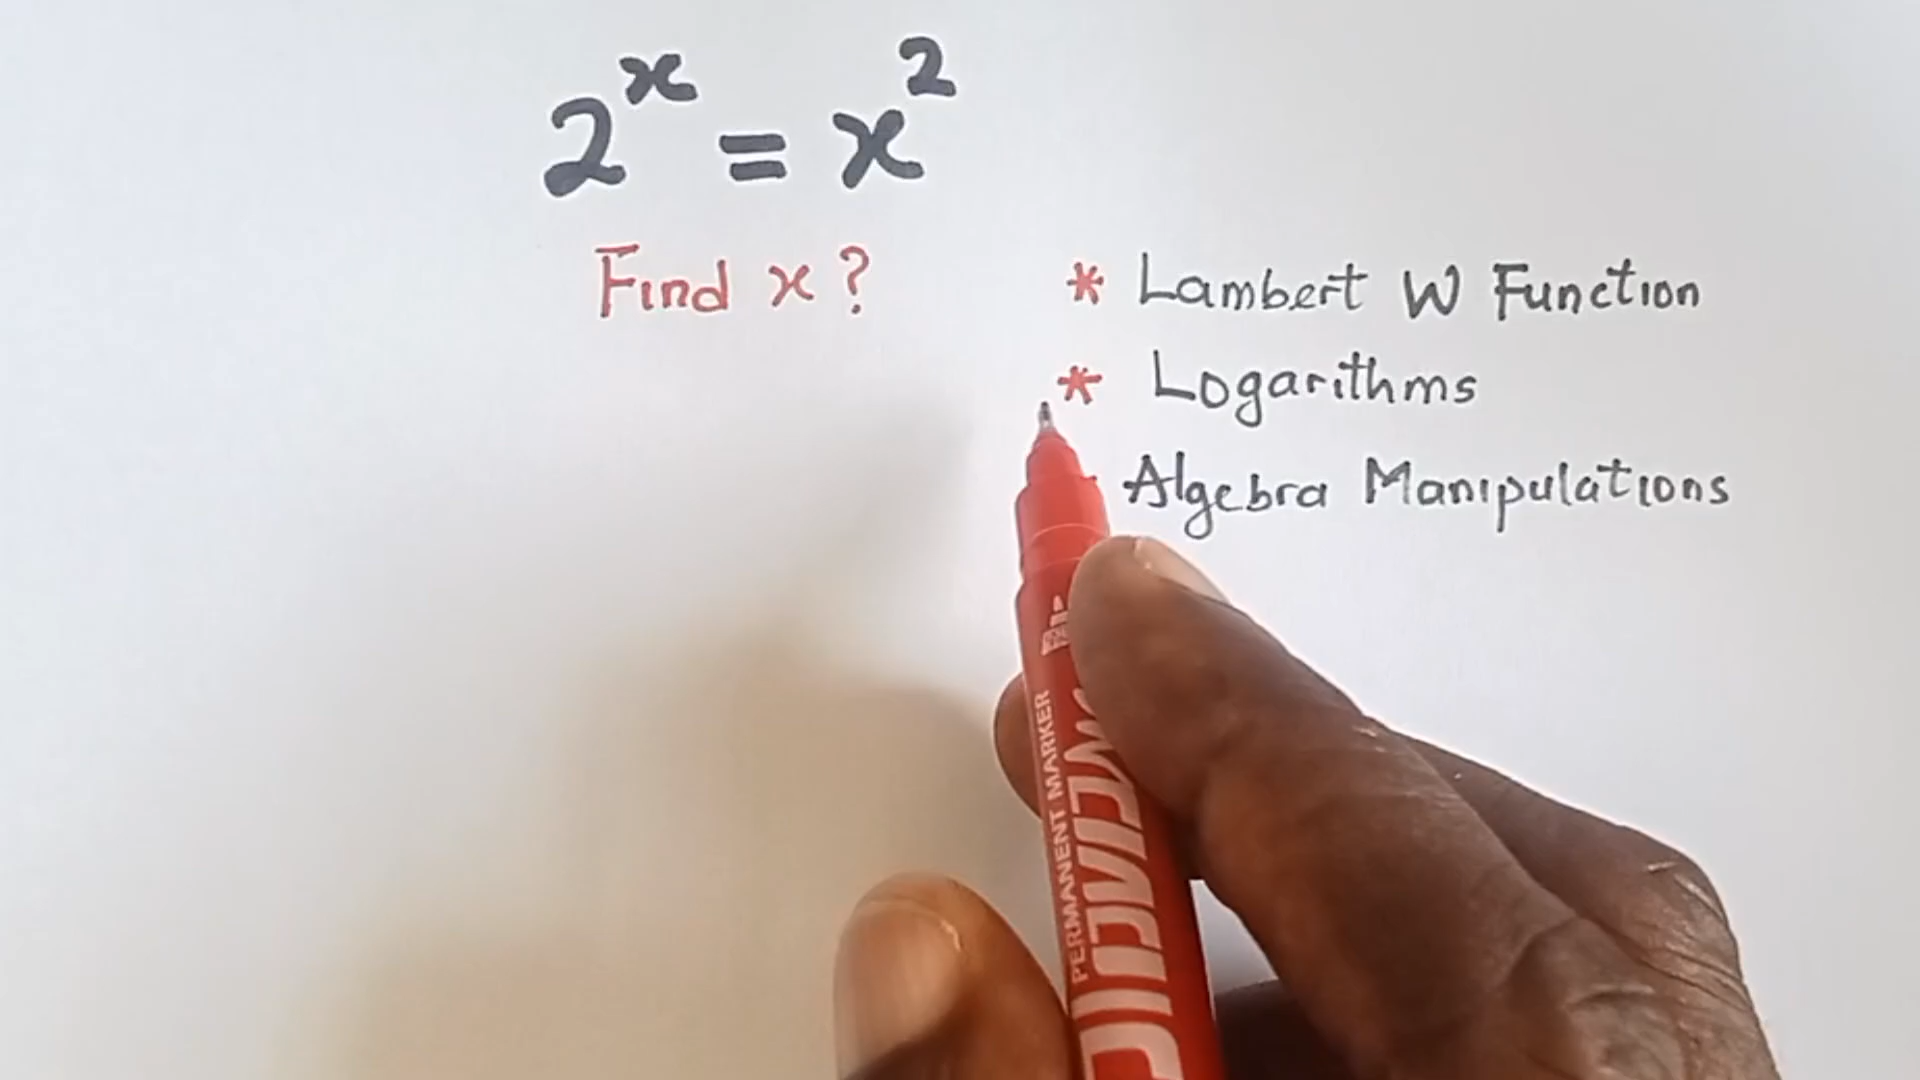 2^x = x^2
Find x ?
* Lambert W Function
* Logarithms
Algebra Manipulations
PERMANENT MARKER